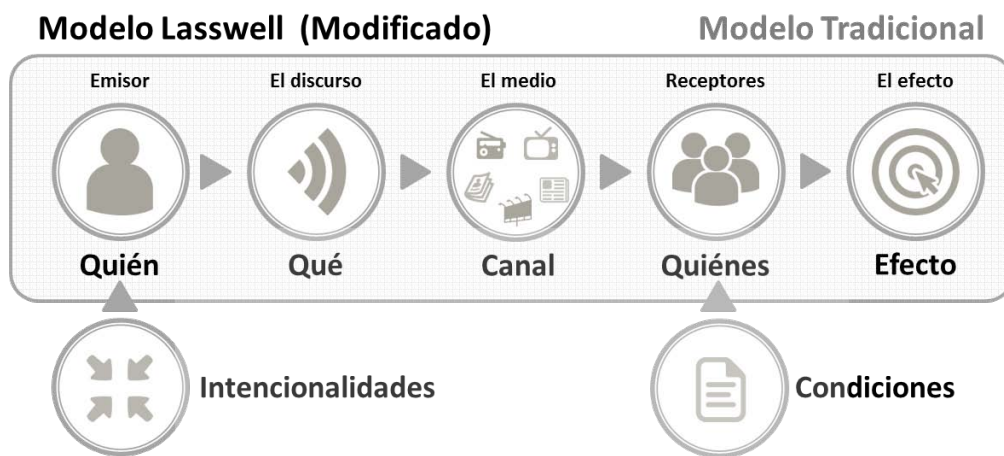 Modelo Lasswell (Modificado)
Modelo Tradicional
Emisor
El discurso
El medio
Receptores
El efecto
Quién
Qué
Canal
Quiénes
Efecto
Intencionalidades
Condiciones